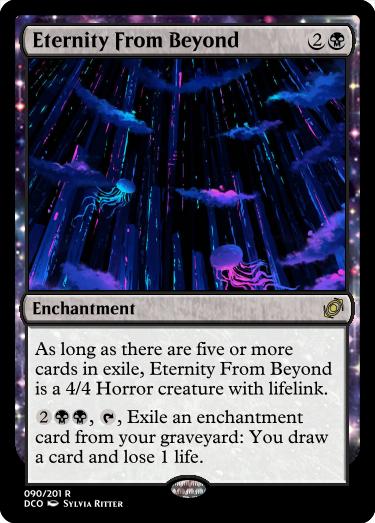 Eternity From Beyond 2
Enchantment
As long as there are five or more
cards in exile, Eternity From Beyond
is a 4/4 Horror creature with lifelink.
2 , , Exile an enchantment
card from your graveyard: You draw
a card and lose 1 life.
090/201 R
DCO SYLVIA RITTER